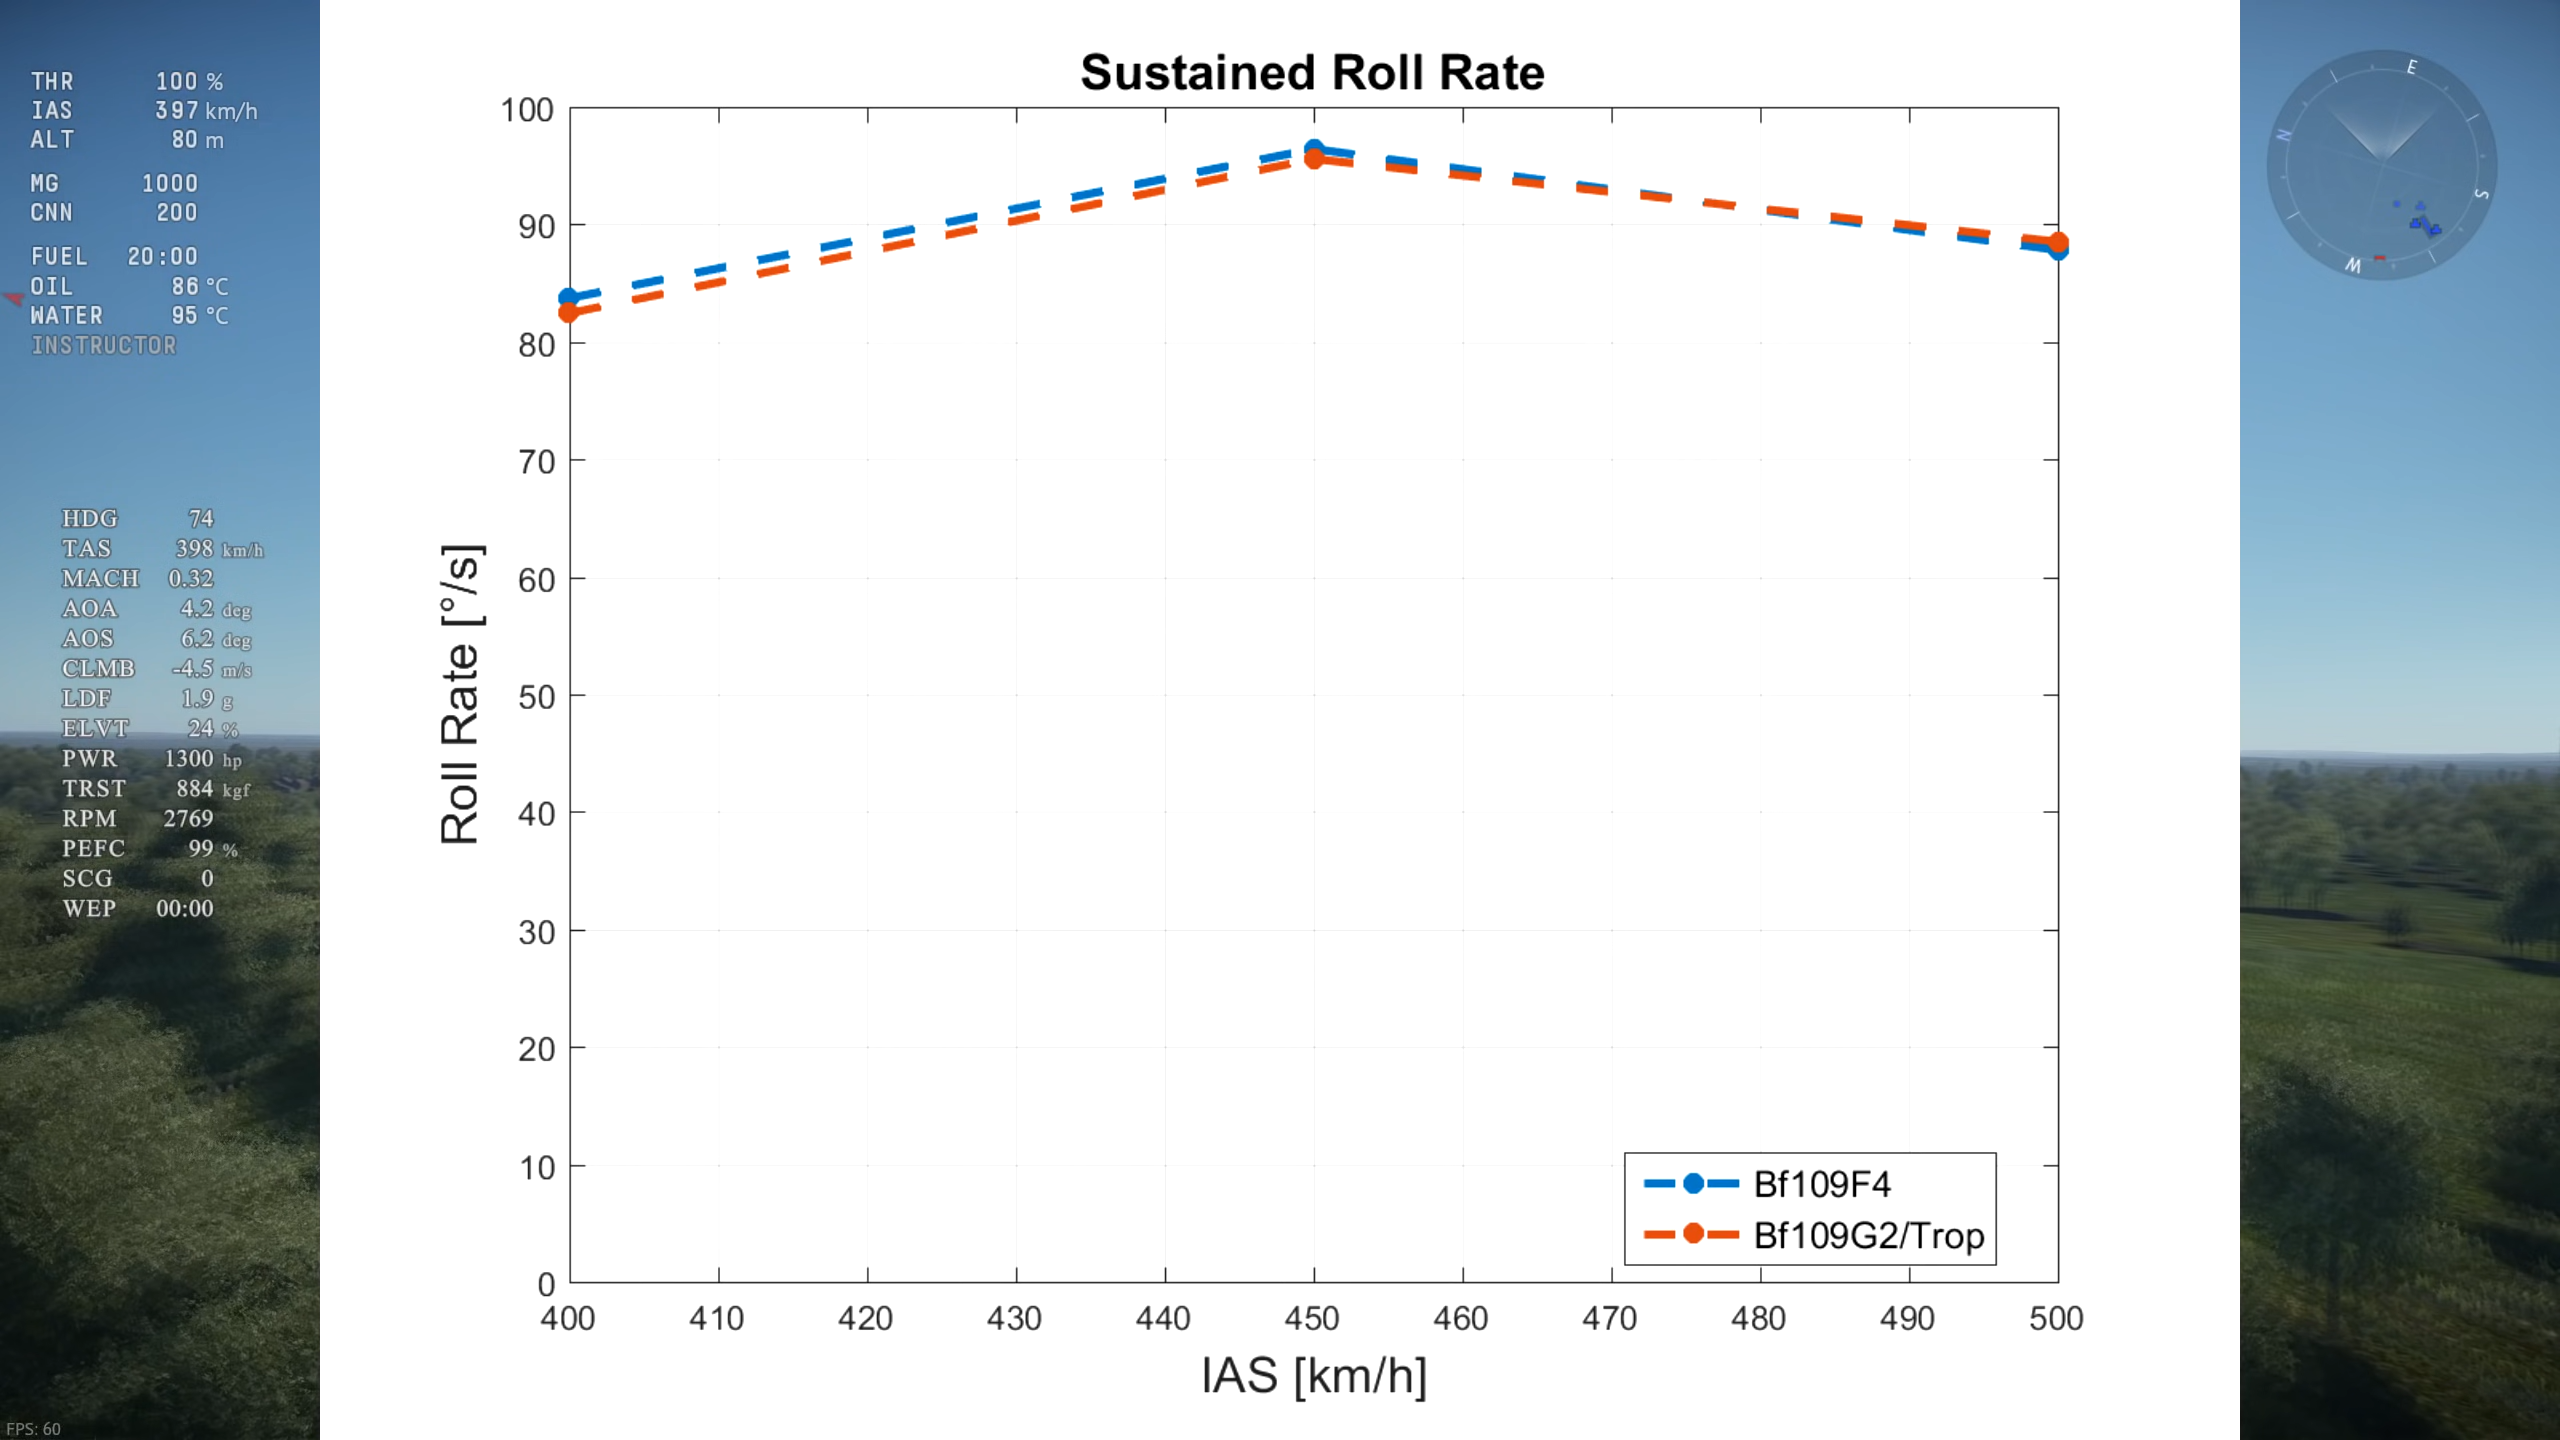 THR 100 %
IAS 397 km/h
ALT 80 m
MG 1000
CNN 200
FUEL 20:00
OIL 86 °C
WATER 95 °C
INSTRUCTOR
HDG 74
TAS 398 km/h
MACH 0.32
AOA 4.2 deg
AOS 6.2 deg
CLMB -4.5 m/s
LDF 1.9 g
ELVT 24 %
PWR 1300 hp
TRST 884 kgf
RPM 2769
PEFC 99 %
SCG 0
WEP 00:00
FPS: 60
Sustained Roll Rate
Roll Rate [°/s]
100
90
80
70
60
50
40
30
20
10
0
400 410 420 430 440 450 460 470 480 490 500
IAS [km/h]
Bf109F4
Bf109G2/Trop
N
E
S
W